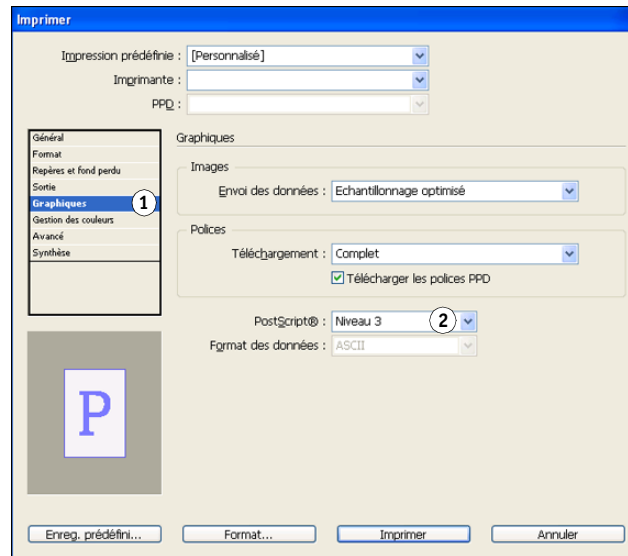 Imprimer
Impression prédéfinie : [Personnalisé]
Imprimante :
PPD :
Général
Format
Repères et fond perdu
Sortie
Graphiques 1
Gestion des couleurs
Avancé
Synthèse
Graphiques
Images
Envoi des données : Echantillonnage optimisé
Polices
Téléchargement : Complet
Télécharger les polices PPD
PostScript® : Niveau 3 2
Format des données : ASCII
P
Enreg. prédéfini... Format... Imprimer Annuler